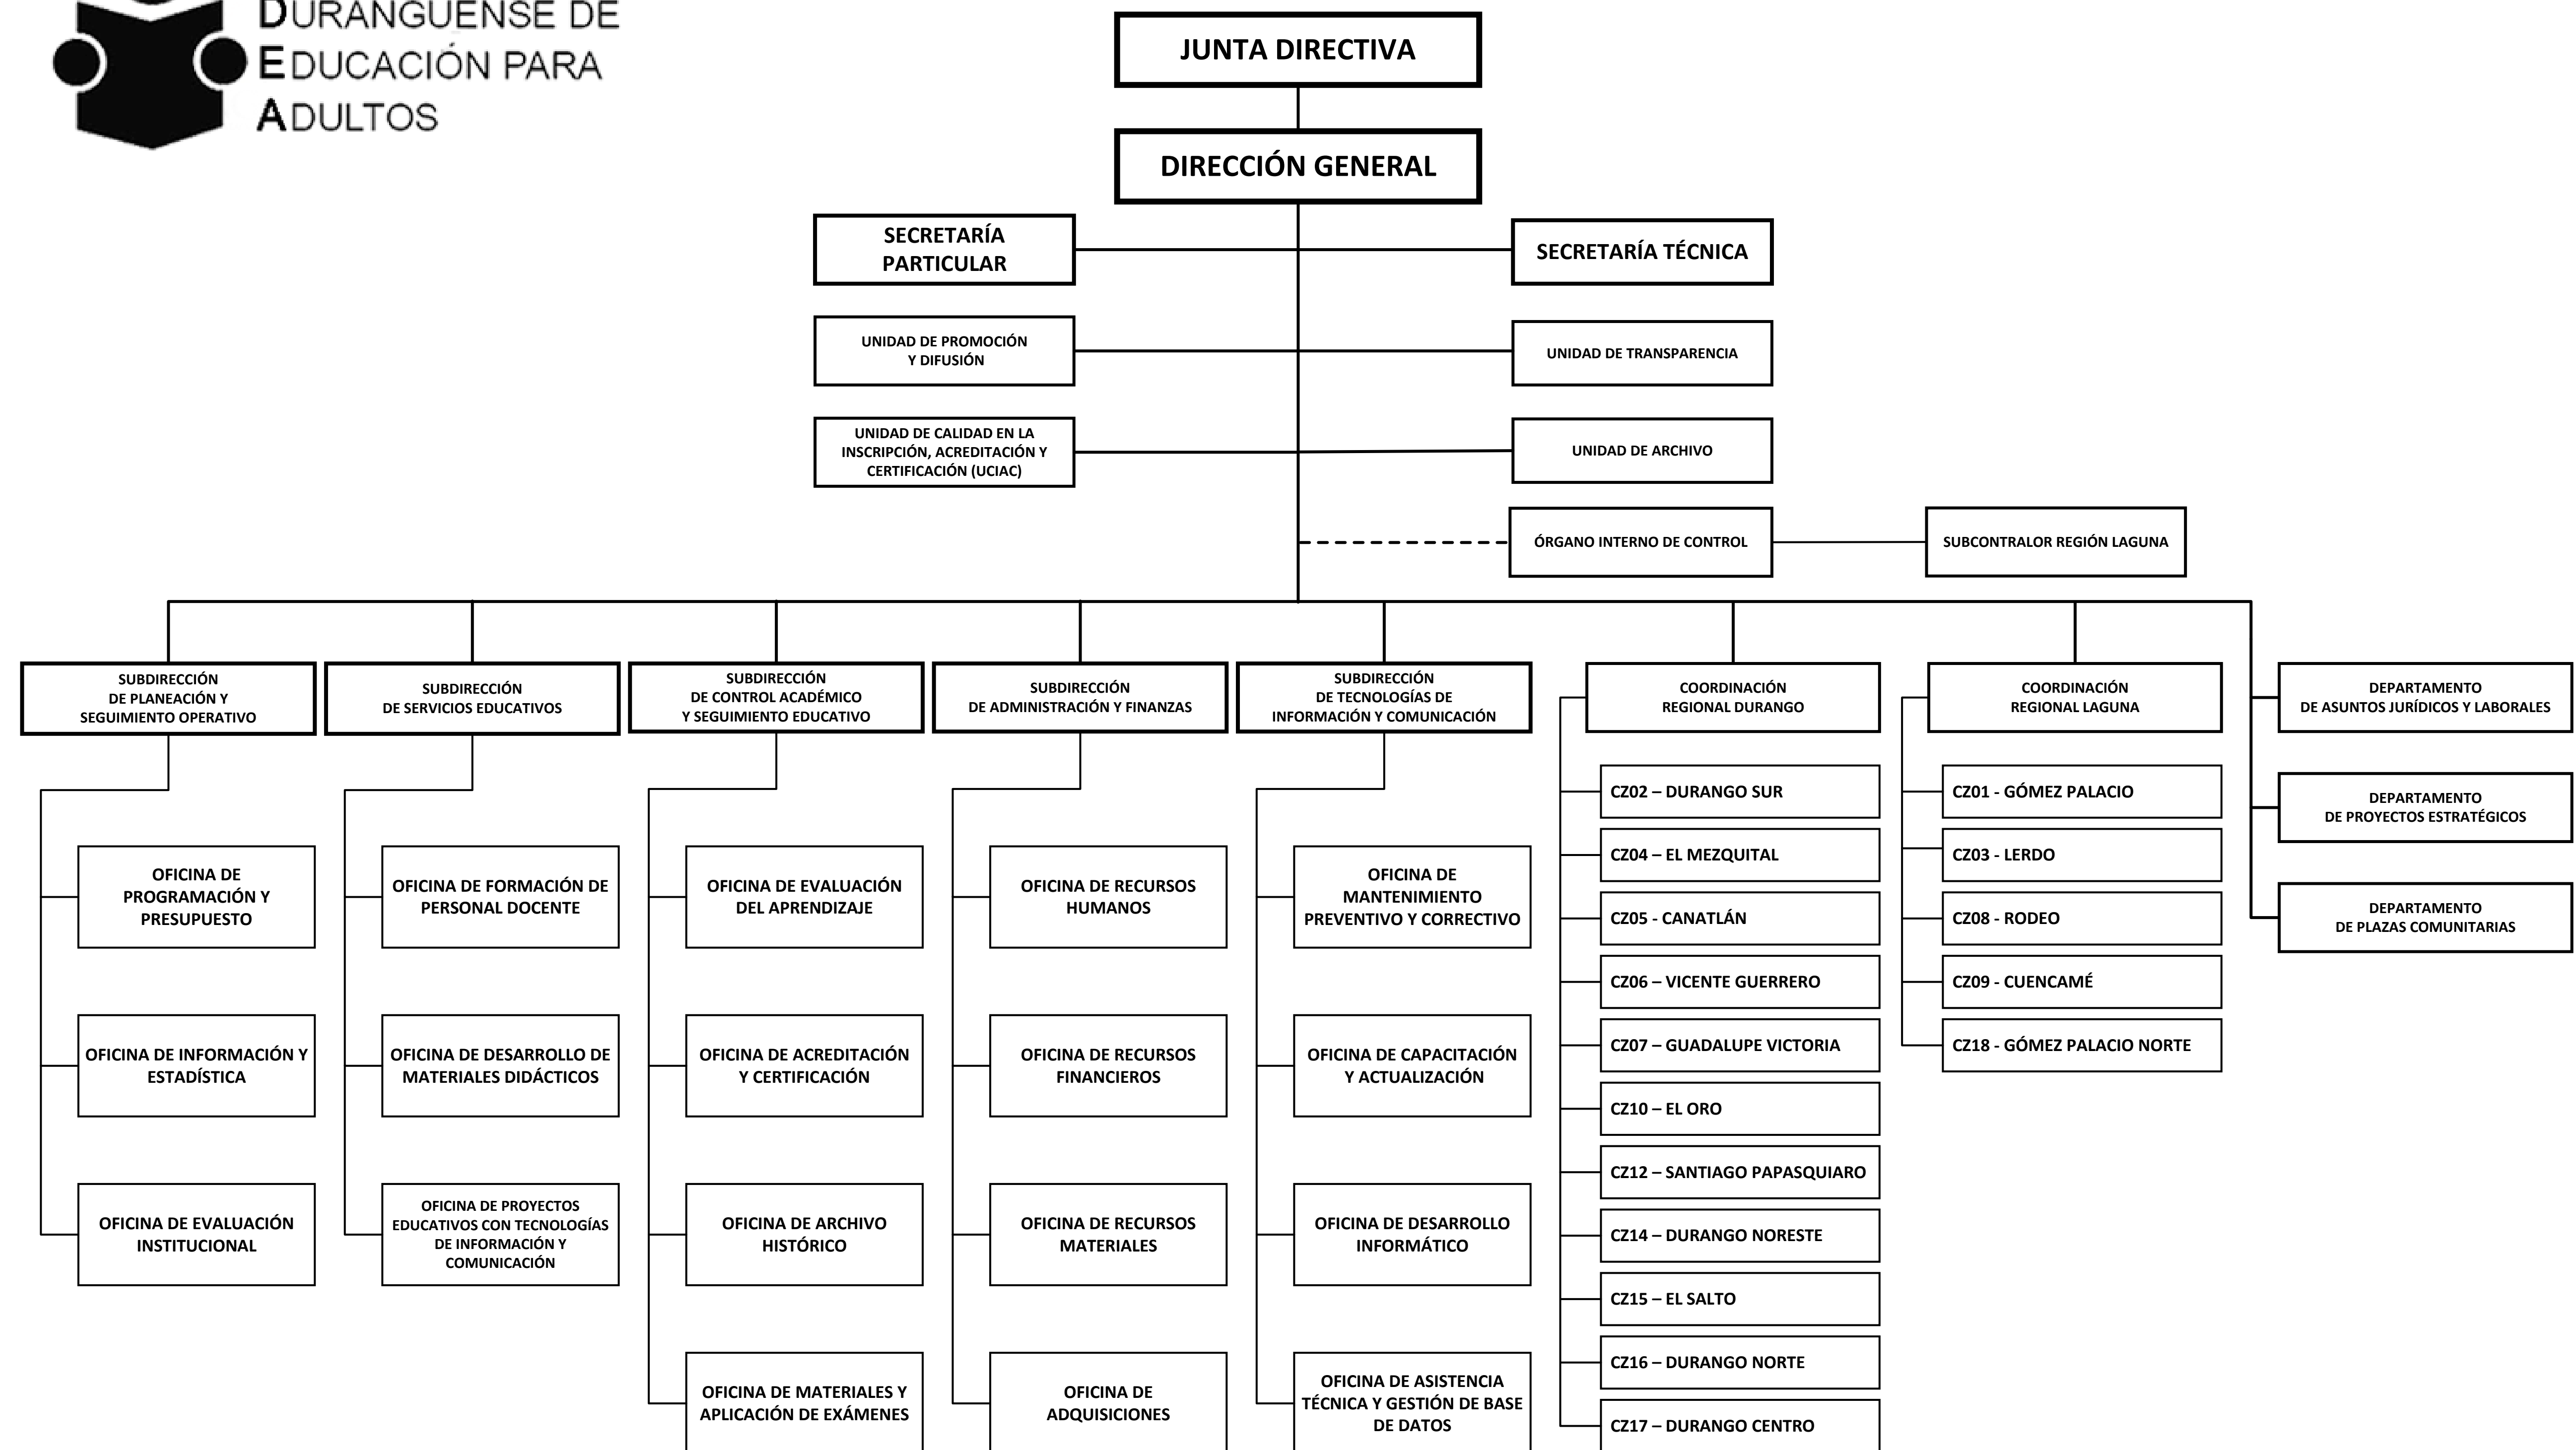 DURANGUENSE DE
EDUCACIÓN PARA
ADULTOS
JUNTA DIRECTIVA
DIRECCIÓN GENERAL
SECRETARÍA
PARTICULAR
SECRETARÍA TÉCNICA
UNIDAD DE PROMOCIÓN
Y DIFUSIÓN
UNIDAD DE TRANSPARENCIA
UNIDAD DE CALIDAD EN LA
INSCRIPCIÓN, ACREDITACIÓN Y
CERTIFICACIÓN (UCIAC)
UNIDAD DE ARCHIVO
ÓRGANO INTERNO DE CONTROL
SUBCONTRALOR REGIÓN LAGUNA
SUBDIRECCIÓN
DE PLANEACIÓN Y
SEGUIMIENTO OPERATIVO
OFICINA DE
PROGRAMACIÓN Y
PRESUPUESTO
OFICINA DE INFORMACIÓN Y
ESTADÍSTICA
OFICINA DE EVALUACIÓN
INSTITUCIONAL
SUBDIRECCIÓN
DE SERVICIOS EDUCATIVOS
OFICINA DE FORMACIÓN DE
PERSONAL DOCENTE
OFICINA DE DESARROLLO DE
MATERIALES DIDÁCTICOS
OFICINA DE PROYECTOS
EDUCATIVOS CON TECNOLOGÍAS
DE INFORMACIÓN Y
COMUNICACIÓN
SUBDIRECCIÓN
DE CONTROL ACADÉMICO
Y SEGUIMIENTO EDUCATIVO
OFICINA DE EVALUACIÓN
DEL APRENDIZAJE
OFICINA DE ACREDITACIÓN
Y CERTIFICACIÓN
OFICINA DE ARCHIVO
HISTÓRICO
OFICINA DE MATERIALES Y
APLICACIÓN DE EXÁMENES
SUBDIRECCIÓN
DE ADMINISTRACIÓN Y FINANZAS
OFICINA DE RECURSOS
HUMANOS
OFICINA DE RECURSOS
FINANCIEROS
OFICINA DE RECURSOS
MATERIALES
OFICINA DE
ADQUISICIONES
SUBDIRECCIÓN
DE TECNOLOGÍAS DE
INFORMACIÓN Y COMUNICACIÓN
OFICINA DE
MANTENIMIENTO
PREVENTIVO Y CORRECTIVO
OFICINA DE CAPACITACIÓN
Y ACTUALIZACIÓN
OFICINA DE DESARROLLO
INFORMÁTICO
OFICINA DE ASISTENCIA
TÉCNICA Y GESTIÓN DE BASE
DE DATOS
COORDINACIÓN
REGIONAL DURANGO
CZ02 – DURANGO SUR
CZ04 – EL MEZQUITAL
CZ05 - CANATLÁN
CZ06 – VICENTE GUERRERO
CZ07 – GUADALUPE VICTORIA
CZ10 – EL ORO
CZ12 – SANTIAGO PAPASQUIARO
CZ14 – DURANGO NORESTE
CZ15 – EL SALTO
CZ16 – DURANGO NORTE
CZ17 – DURANGO CENTRO
COORDINACIÓN
REGIONAL LAGUNA
CZ01 - GÓMEZ PALACIO
CZ03 - LERDO
CZ08 - RODEO
CZ09 - CUENCAMÉ
CZ18 - GÓMEZ PALACIO NORTE
DEPARTAMENTO
DE ASUNTOS JURÍDICOS Y LABORALES
DEPARTAMENTO
DE PROYECTOS ESTRATÉGICOS
DEPARTAMENTO
DE PLAZAS COMUNITARIAS